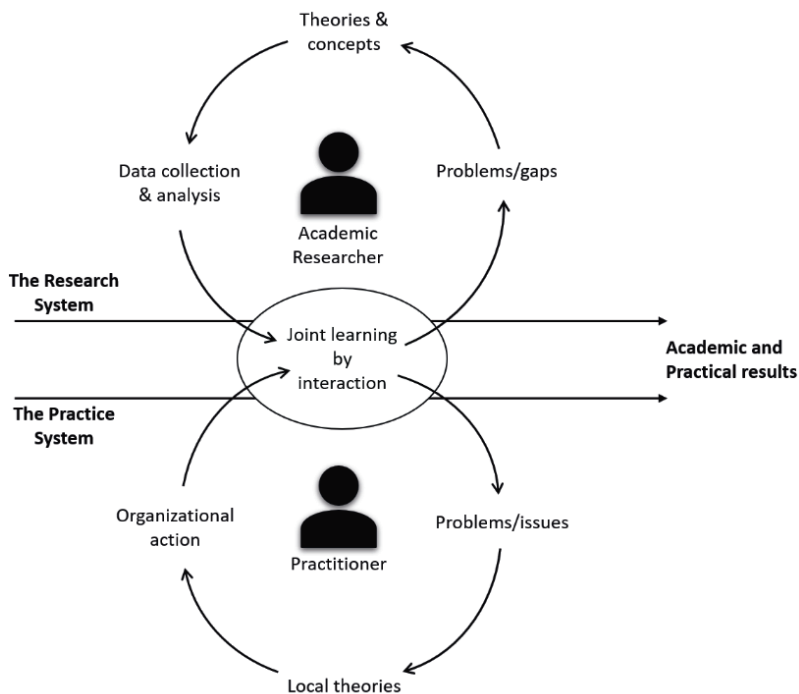 Theories &
concepts
Data collection
& analysis
Problems/gaps
Academic
Researcher
The Research
System
Joint learning
by
interaction
Academic and
Practical results
The Practice
System
Organizational
action
Problems/issues
Practitioner
Local theories